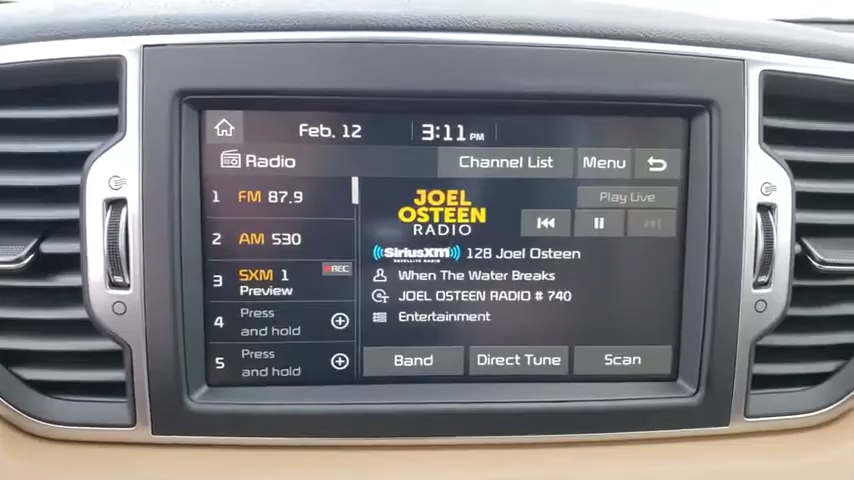 Feb. 12
3:11 PM
Radio
Channel List
Menu
1 FM 87.9
2 AM 530
3 SXM 1
REC
Preview
4 Press
and hold
5 Press
and hold
JOEL
OSTEEN
RADIO
Play Live
SiriusXM
SATELLITE RADIO
128 Joel Osteen
When The Water Breaks
JOEL OSTEEN RADIO # 740
Entertainment
Band
Direct Tune
Scan